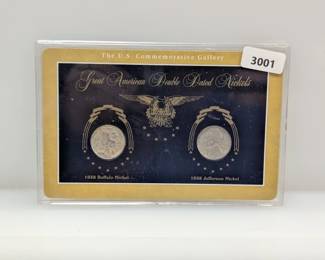 The U.S. Commemorative Gallery
3001
Great American Double Dated Nickels
1938 Buffalo Nickel
1938 Jefferson Nickel